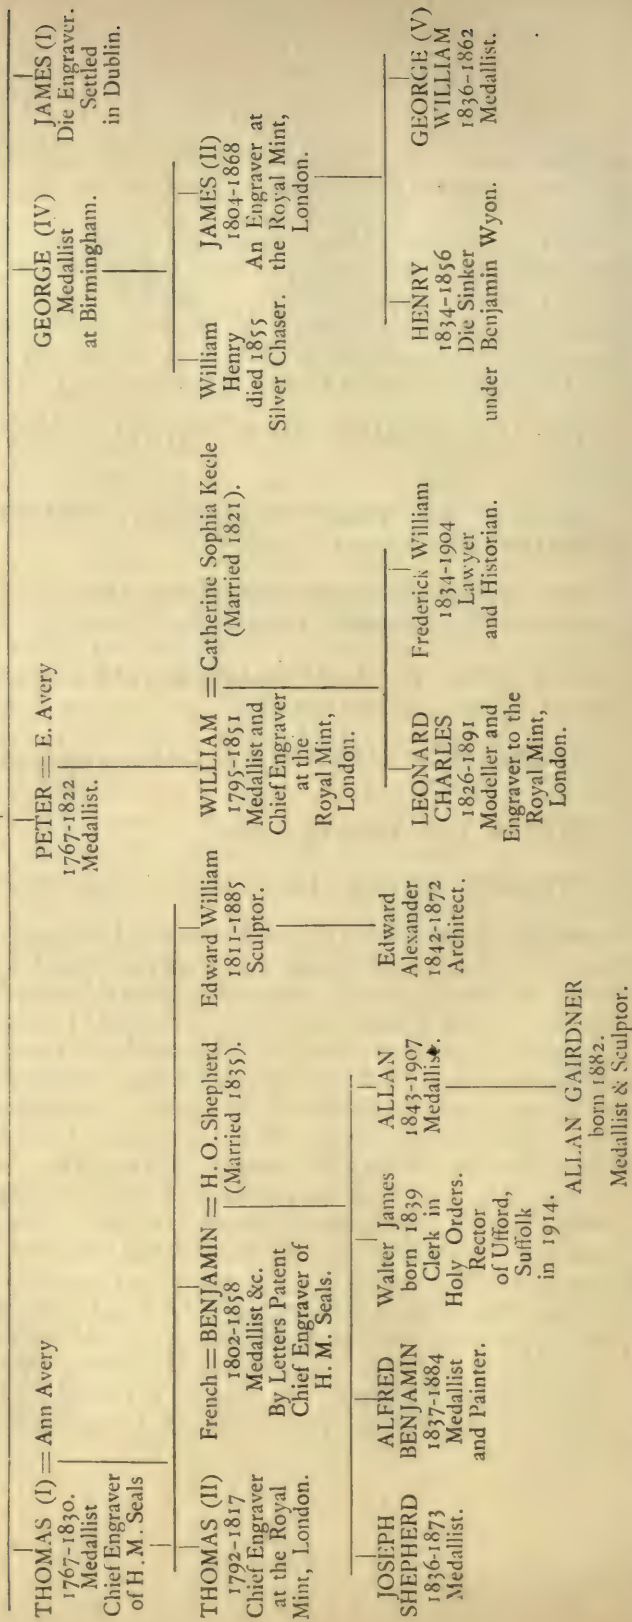 THOMAS (I) = Ann Avery
1767-1830.
Medallist
Chief Engraver
of H.M. Seals
PETER = E. Avery
1767-1822
Medallist.
GEORGE (IV)
Medallist
at Birmingham.
JAMES (I)
Die Engraver.
Settled
in Dublin.
THOMAS (II)
1792-1817
Chief Engraver
at the Royal
Mint, London.
French = BENJAMIN = H. O. Shepherd
1802-1858 (Married 1835).
Medallist &c.
By Letters Patent
Chief Engraver of
H. M. Seals.
Edward William
1811-1885
Sculptor.
WILLIAM = Catherine Sophia Keele
1795-1851 (Married 1821).
Medallist and
Chief Engraver
at the
Royal Mint,
London.
William
Henry
died 1855
Silver Chaser.
JAMES (II)
1804-1868
An Engraver at
the Royal Mint,
London.
JOSEPH
SHEPHERD
1836-1873
Medallist.
ALFRED
BENJAMIN
1837-1884
Medallist
and Painter.
Walter James
born 1839
Clerk in
Holy Orders.
Rector
of Ufford,
Suffolk
in 1914.
ALLAN
1843-1907
Medallist.
Edward
Alexander
1842-1872
Architect.
LEONARD
CHARLES
1826-1891
Modeller and
Engraver to the
Royal Mint,
London.
Frederick William
1834-1904
Lawyer
and Historian.
HENRY
1834-1856
Die Sinker
under Benjamin Wyon.
GEORGE (V)
WILLIAM
1836-1862
Medallist.
ALLAN GAIRDNER
born 1882.
Medallist & Sculptor.